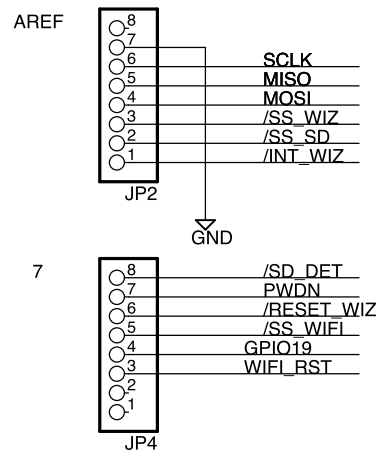 AREF
8
7
6 SCLK
5 MISO
4 MOSI
3 /SS_WIZ
2 /SS_SD
1 /INT_WIZ
JP2
GND
7
8 /SD_DET
7 PWDN
6 /RESET_WIZ
5 /SS_WIFI
4 GPIO19
3 WIFI_RST
2
1
JP4